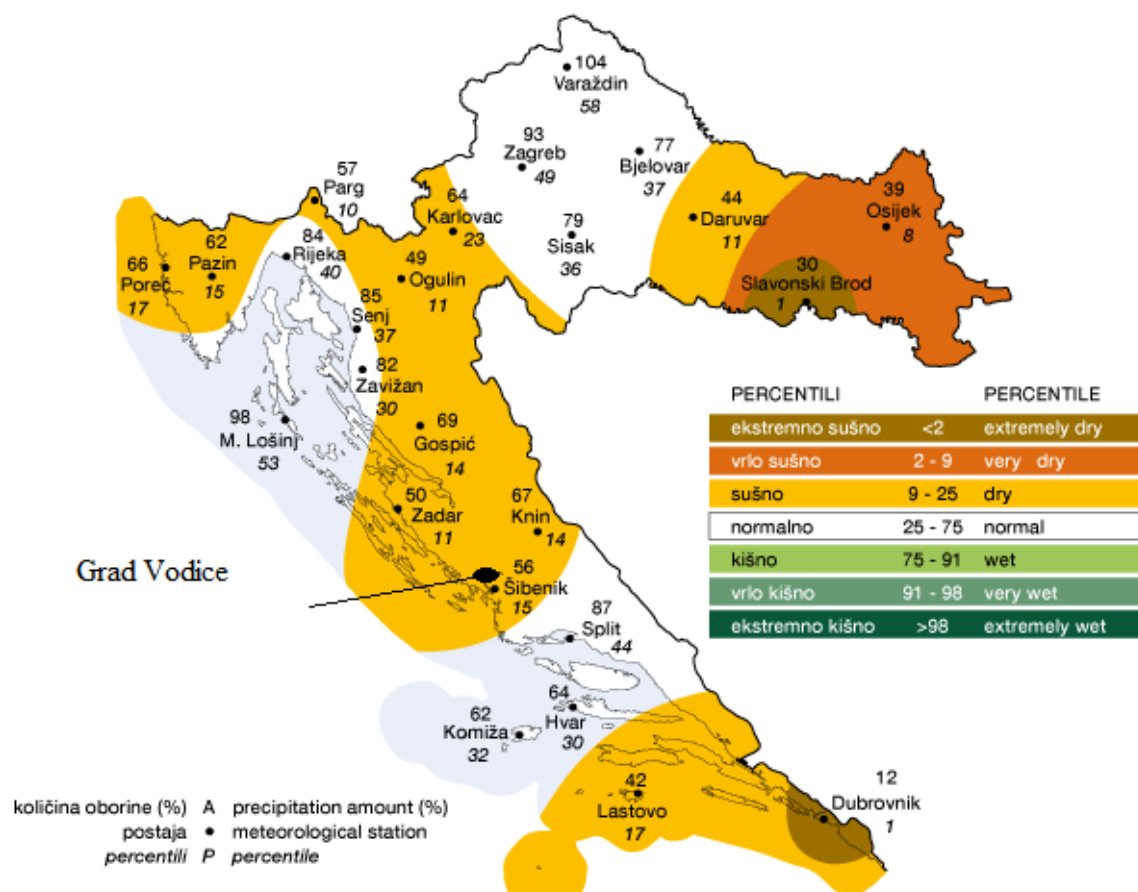 104
Varaždin
58
93
Zagreb
49
77
Bjelovar
37
57
Parg
10
64
Karlovac
23
44
Daruvar
11
39
Osijek
8
79
Sisak
36
62
Pazin
15
84
Rijeka
40
66
Poreč
17
49
Ogulin
11
30
Slavonski Brod
1
85
Senj
37
82
Zavižan
30
98
M. Lošinj
53
69
Gospić
14
50
Zadar
11
67
Knin
14
Grad Vodice
56
Šibenik
15
87
Split
44
64
Hvar
30
62
Komiža
32
42
Lastovo
17
12
Dubrovnik
1
PERCENTILI PERCENTILE
ekstremno sušno <2 extremely dry
vrlo sušno 2 - 9 very dry
sušno 9 - 25 dry
normalno 25 - 75 normal
kišno 75 - 91 wet
vrlo kišno 91 - 98 very wet
ekstremno kišno >98 extremely wet
količina oborine (%) A precipitation amount (%)
postaja ● meteorological station
percentili P percentile